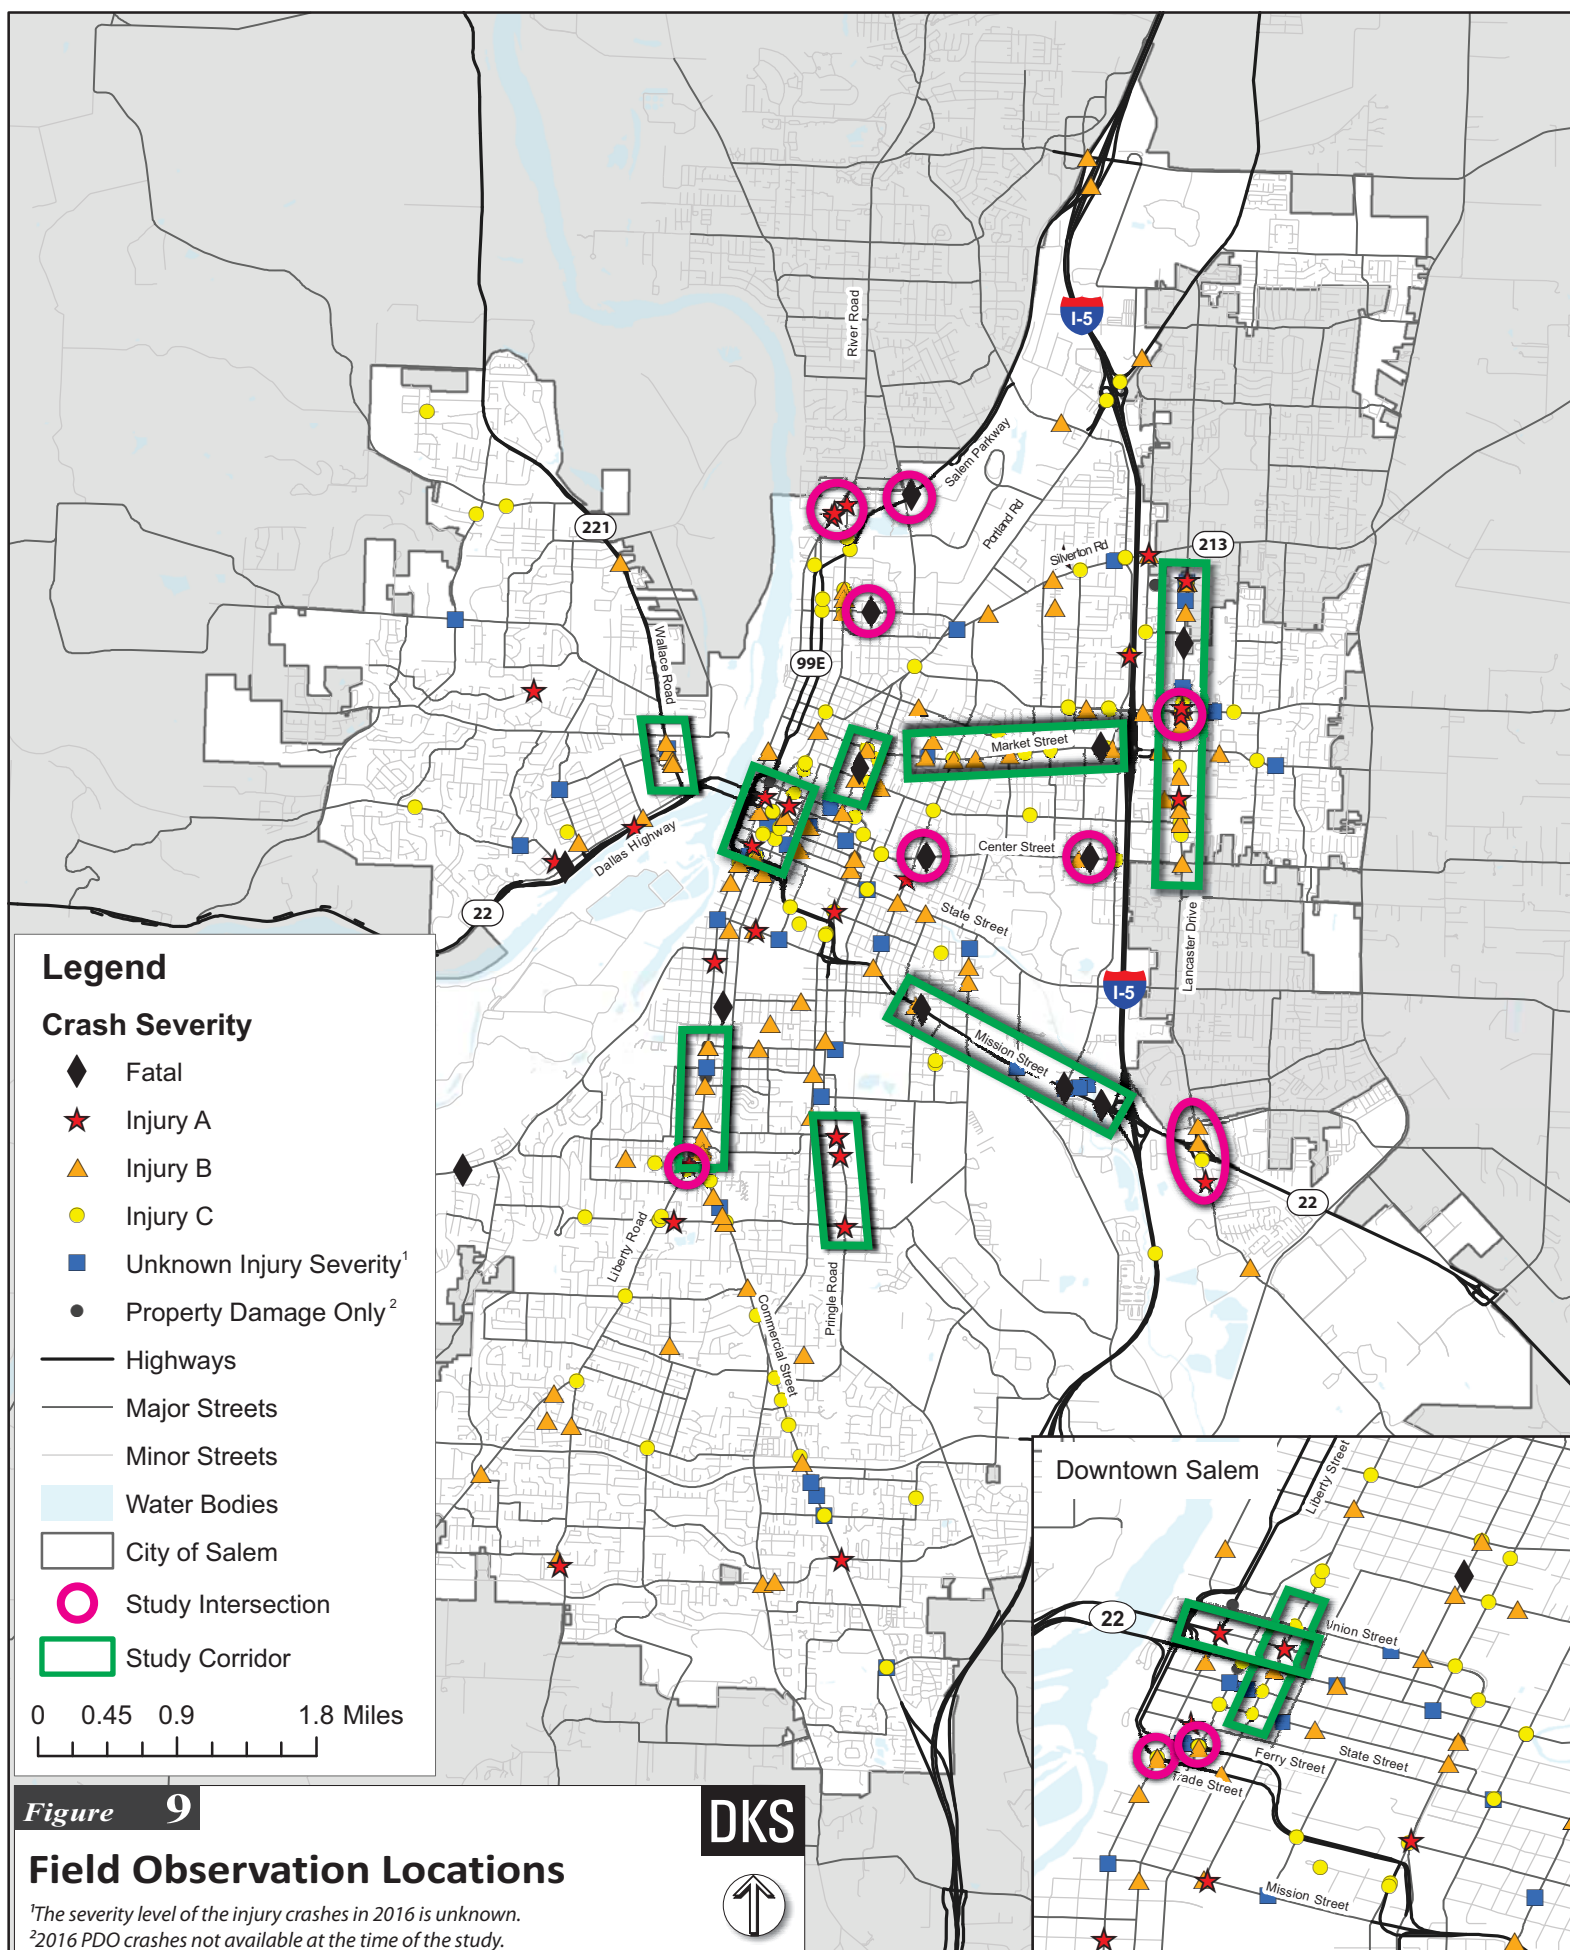 River Road
I-5
Salem Parkway
Portland Rd
221
213
Silverton Rd
Wallace Road
99E
Market Street
Center Street
Dallas Highway
22
State Street
Lancaster Drive
I-5
Mission Street
22
Liberty Road
Pringle Road
Commercial Street
Legend
Crash Severity
Fatal
Injury A
Injury B
Injury C
Unknown Injury Severity¹
Property Damage Only²
Highways
Major Streets
Minor Streets
Water Bodies
City of Salem
Study Intersection
Study Corridor
0 0.45 0.9 1.8 Miles
Downtown Salem
Liberty Street
22
Union Street
Ferry Street
State Street
Trade Street
Mission Street
Figure 9
DKS
Field Observation Locations
¹The severity level of the injury crashes in 2016 is unknown.
²2016 PDO crashes not available at the time of the study.